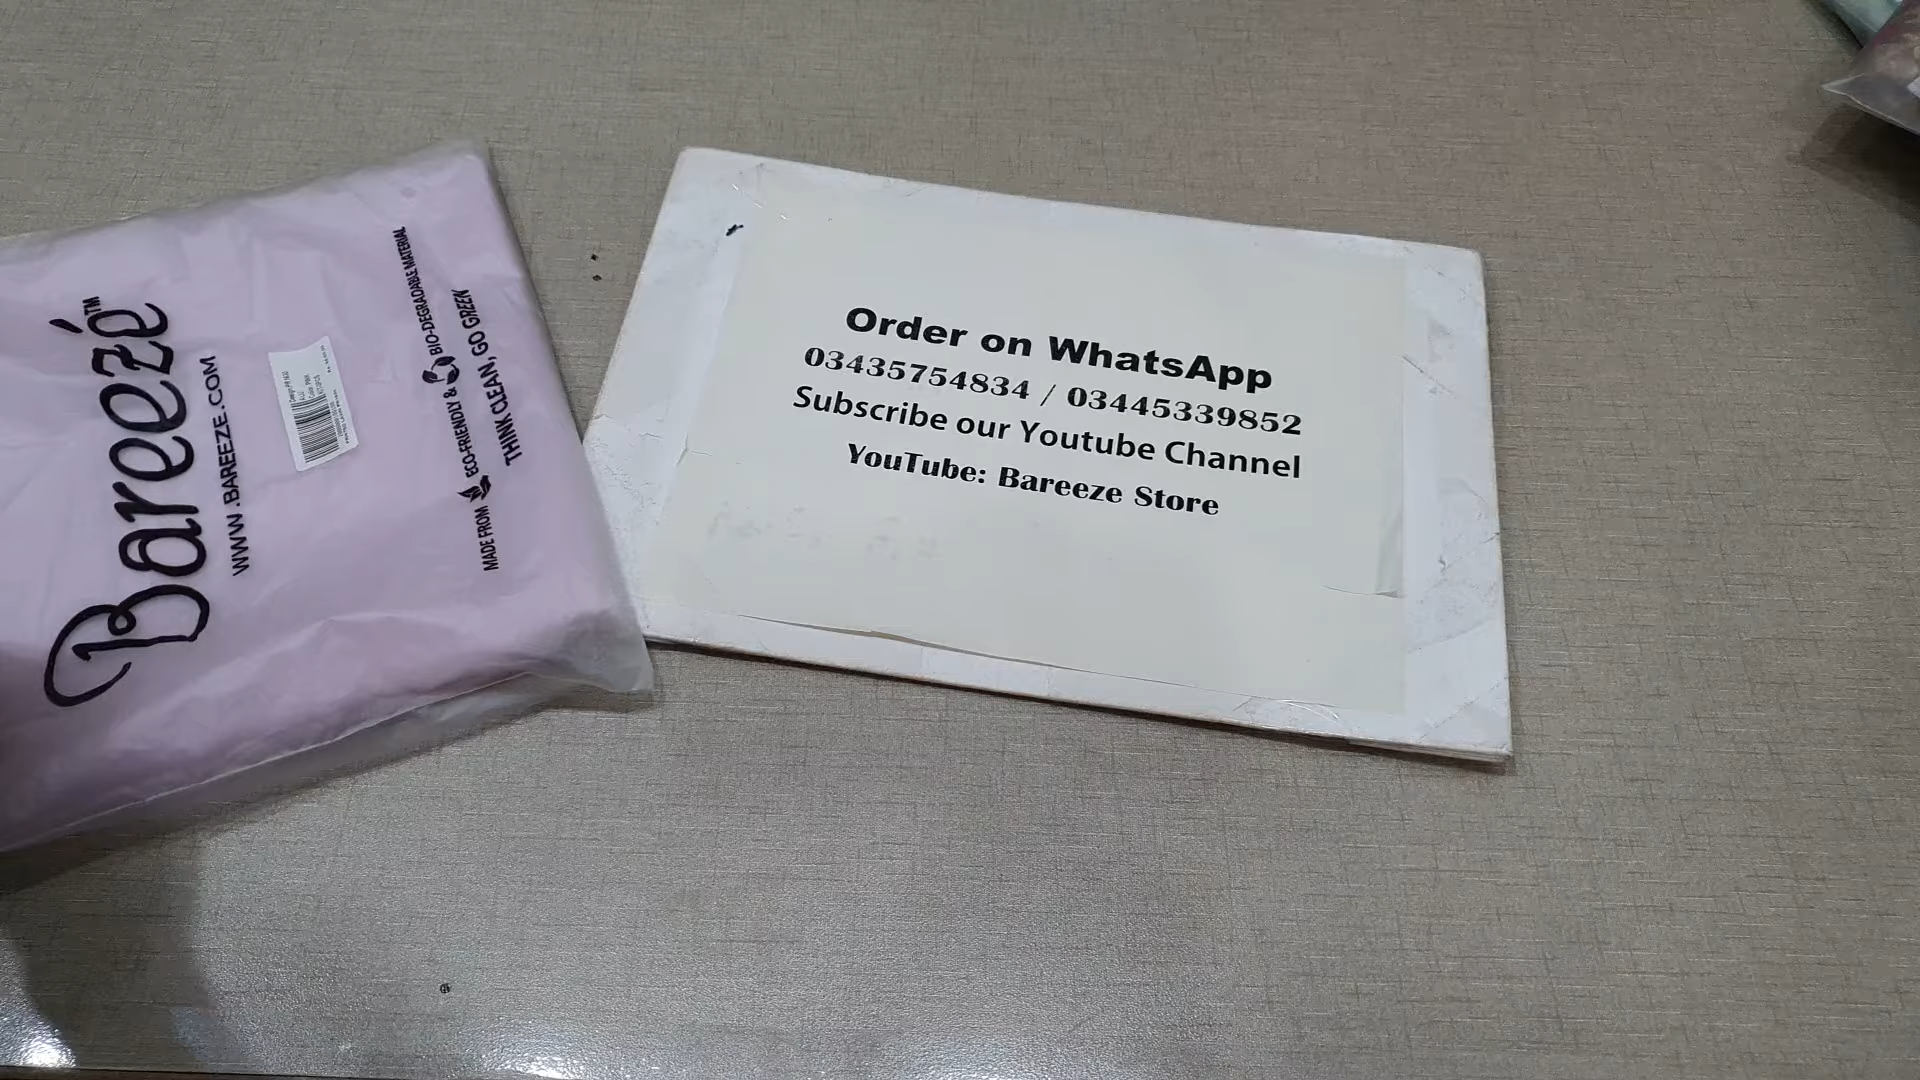 Bareezé™
WWW.BAREEZE.COM
MADE FROM ECO-FRIENDLY & BIO-DEGRADABLE MATERIAL
THINK CLEAN, GO GREEN
Order on WhatsApp
03435754834 / 03445339852
Subscribe our Youtube Channel
YouTube: Bareeze Store